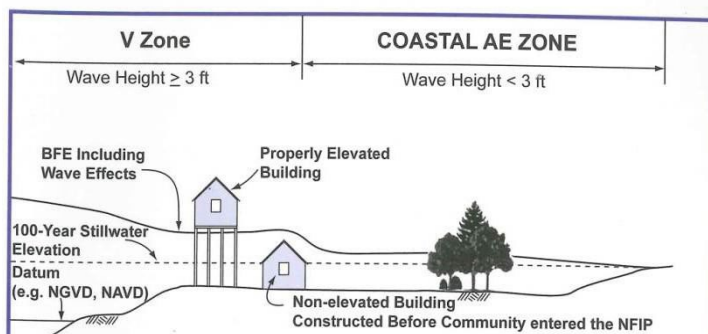 V Zone
COASTAL AE ZONE
Wave Height ≥ 3 ft
Wave Height < 3 ft
BFE Including
Wave Effects
Properly Elevated
Building
100-Year Stillwater
Elevation
Datum
(e.g. NGVD, NAVD)
Non-elevated Building
Constructed Before Community entered the NFIP